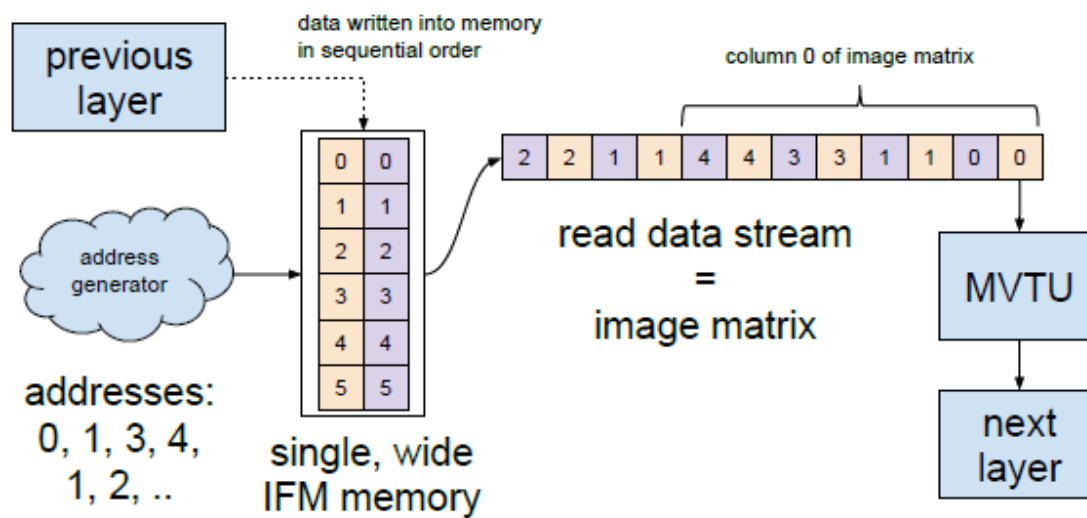 previous
layer
data written into memory
in sequential order
column 0 of image matrix
0 0
1 1
2 2
3 3
4 4
5 5
2 2 1 1 4 4 3 3 1 1 0 0
address
generator
read data stream
=
image matrix
MVTU
addresses:
0, 1, 3, 4,
1, 2, ..
single, wide
IFM memory
next
layer